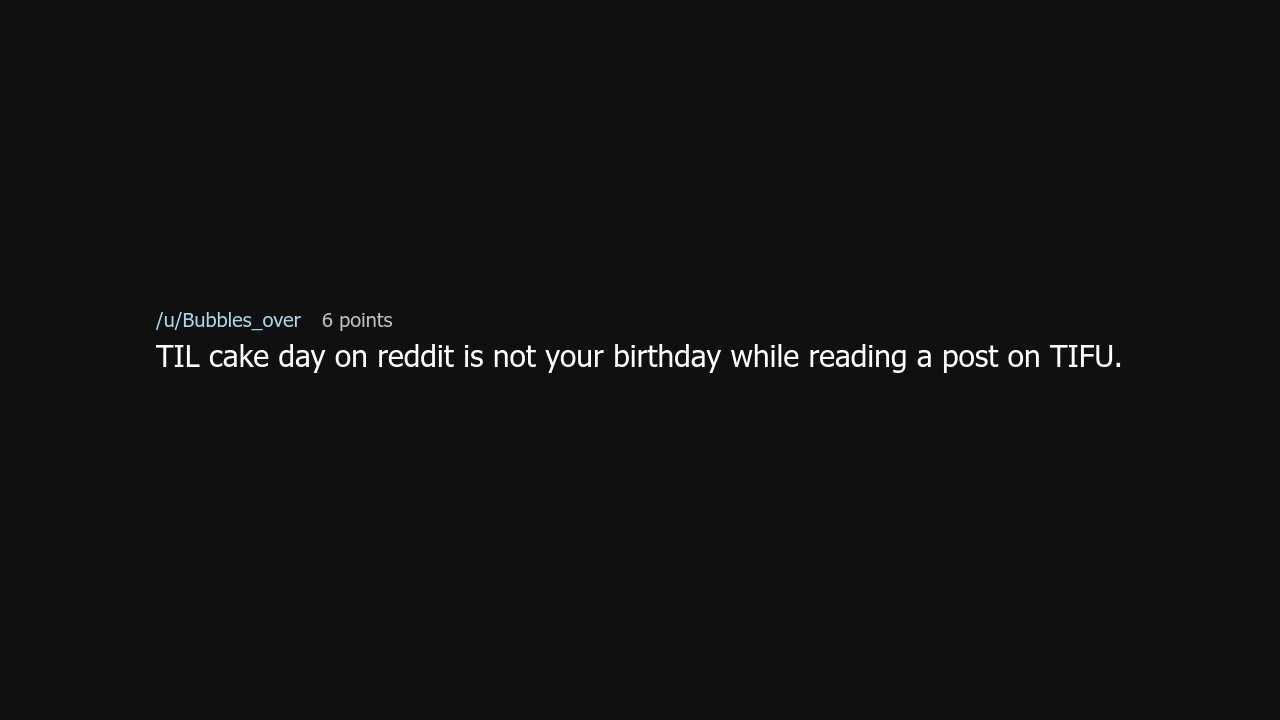 /u/Bubbles_over 6 points
TIL cake day on reddit is not your birthday while reading a post on TIFU.